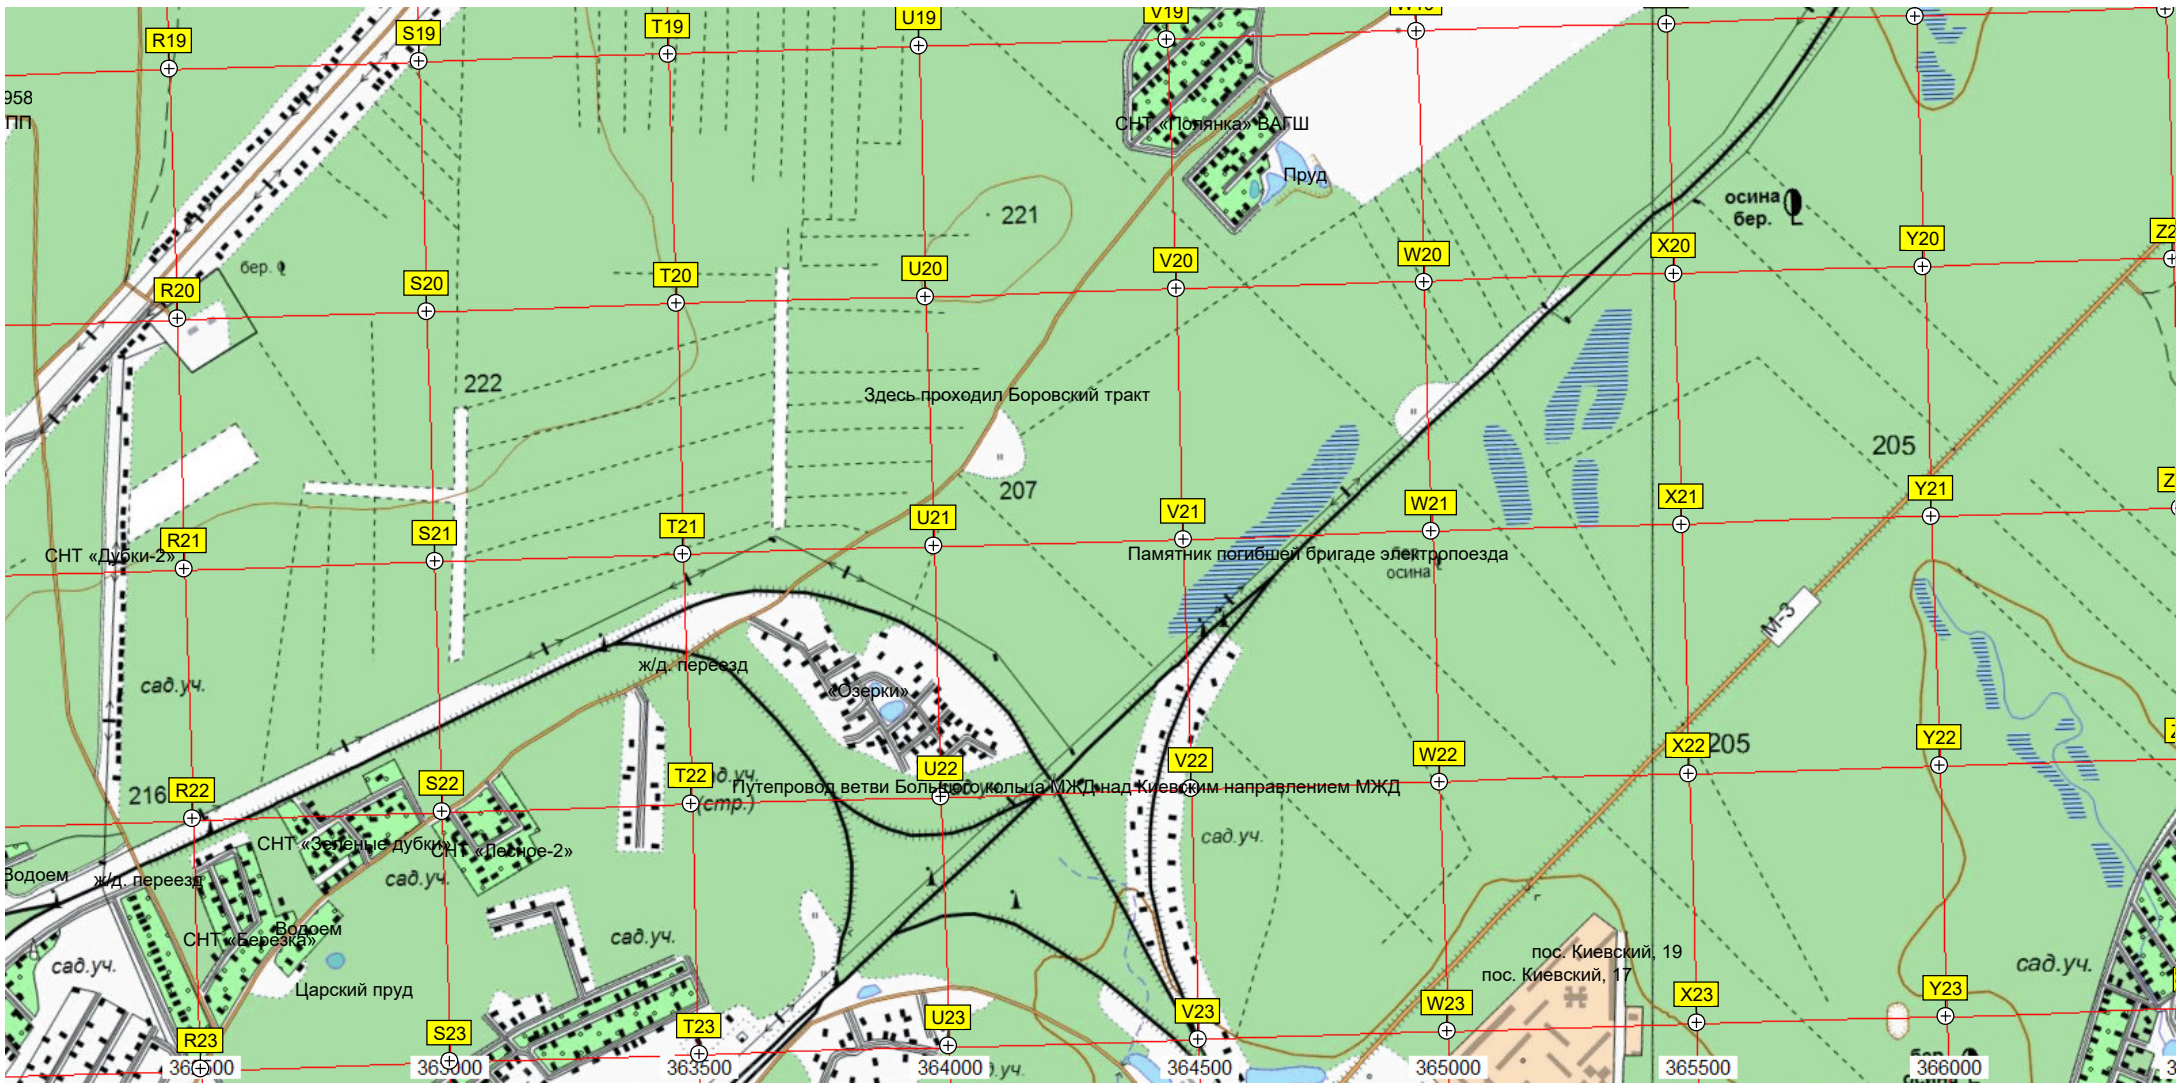 R19
S19
T19
U19
V19
958
ПП
СНТ «Полянка» ВАГШ
Пруд
осина
бер.
221
бер.
R20
S20
T20
U20
V20
W20
X20
Y20
222
Здесь проходил Боровский тракт
207
205
R21
S21
T21
U21
V21
W21
X21
Y21
СНТ «Дубки-2»
Памятник погибшей бригаде электропоезда
осина
М-3
сад.уч.
ж/д. переезд
«Озерки»
216
R22
S22
T22
U22
V22
W22
X22
Y22
205
(стр.)
Путепровод ветви Большого кольца МЖД над Киевским направлением МЖД
сад.уч.
СНТ «Зеленые дубки»
СНТ «Лесное-2»
Водоем
ж/д. переезд
сад.уч.
Водоем
СНТ «Березка»
сад.уч.
сад.уч.
Царский пруд
пос. Киевский, 19
пос. Киевский, 17
сад.уч.
R23
S23
T23
U23
V23
W23
X23
Y23
363000
363500
364000
364500
365000
365500
366000